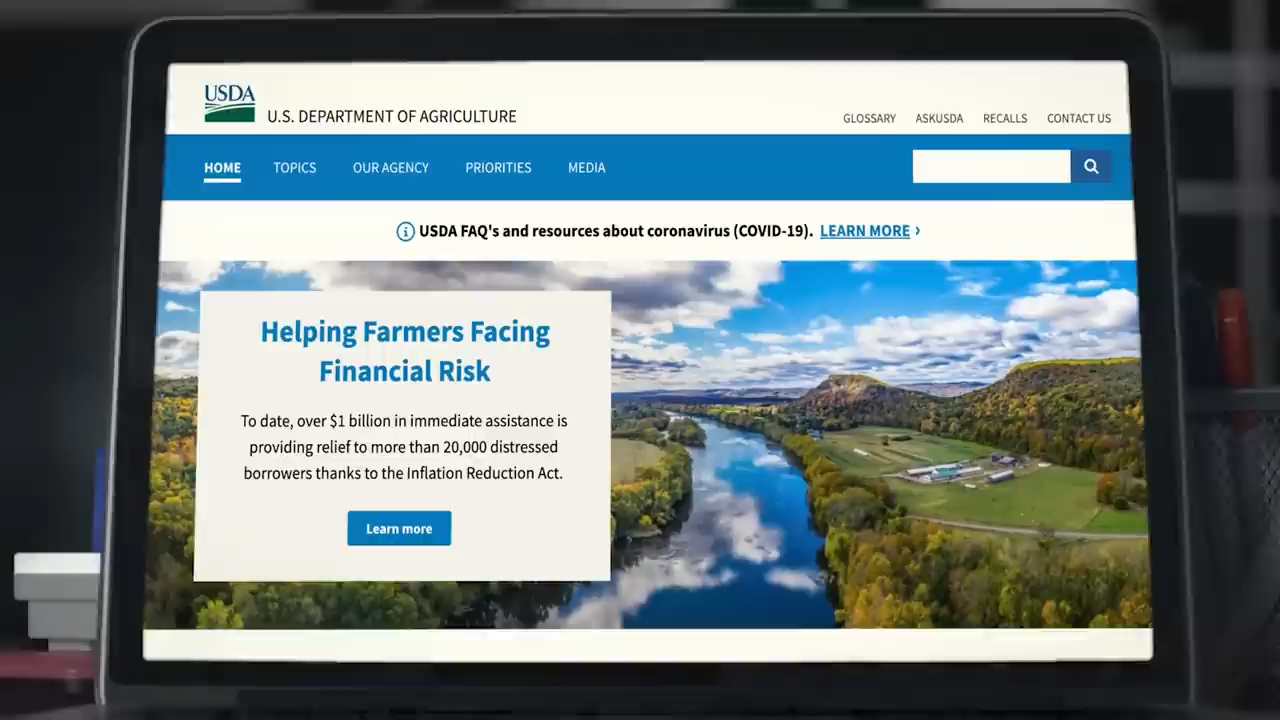 USDA
U.S. DEPARTMENT OF AGRICULTURE
GLOSSARY ASKUSDA RECALLS CONTACT US
HOME TOPICS OUR AGENCY PRIORITIES MEDIA
USDA FAQ's and resources about coronavirus (COVID-19). LEARN MORE ›
Helping Farmers Facing
Financial Risk
To date, over $1 billion in immediate assistance is
providing relief to more than 20,000 distressed
borrowers thanks to the Inflation Reduction Act.
Learn more